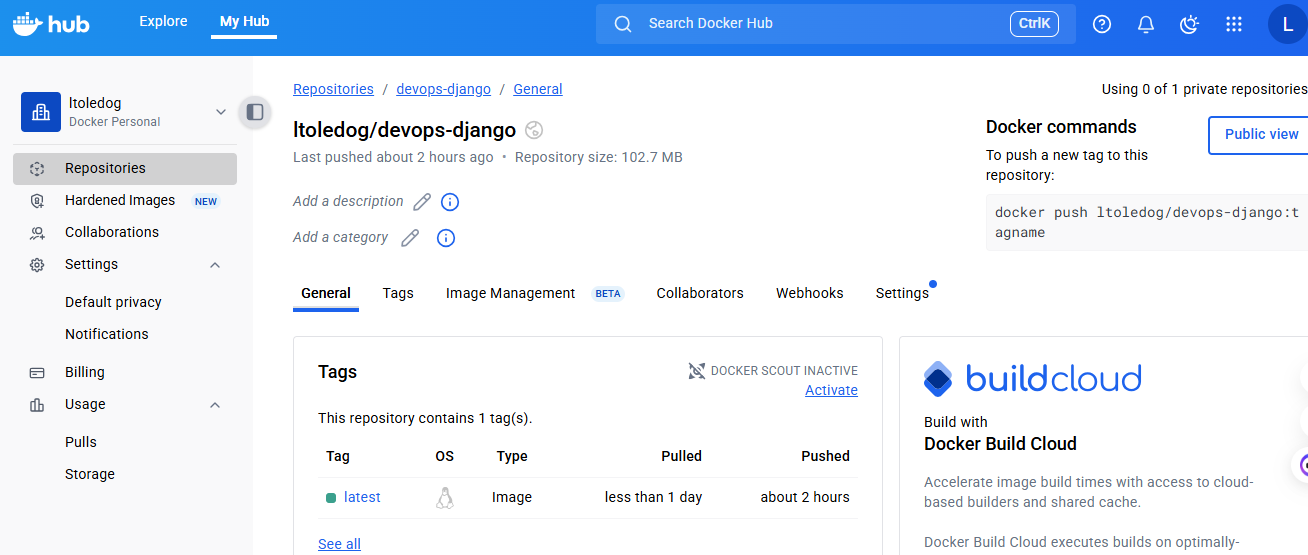 hub
Explore
My Hub
Search Docker Hub
CtrlK
L
ltoledog
Docker Personal
Repositories
Hardened Images NEW
Collaborations
Settings
Default privacy
Notifications
Billing
Usage
Pulls
Storage
Repositories / devops-django / General
Using 0 of 1 private repositories
ltoledog/devops-django
Last pushed about 2 hours ago • Repository size: 102.7 MB
Add a description
Add a category
Docker commands
Public view
To push a new tag to this
repository:
docker push ltoledog/devops-django:t
agname
General Tags Image Management BETA Collaborators Webhooks Settings
Tags
DOCKER SCOUT INACTIVE
Activate
This repository contains 1 tag(s).
Tag OS Type Pulled Pushed
latest Image less than 1 day about 2 hours
See all
buildcloud
Build with
Docker Build Cloud
Accelerate image build times with access to cloud-
based builders and shared cache.
Docker Build Cloud executes builds on optimally-